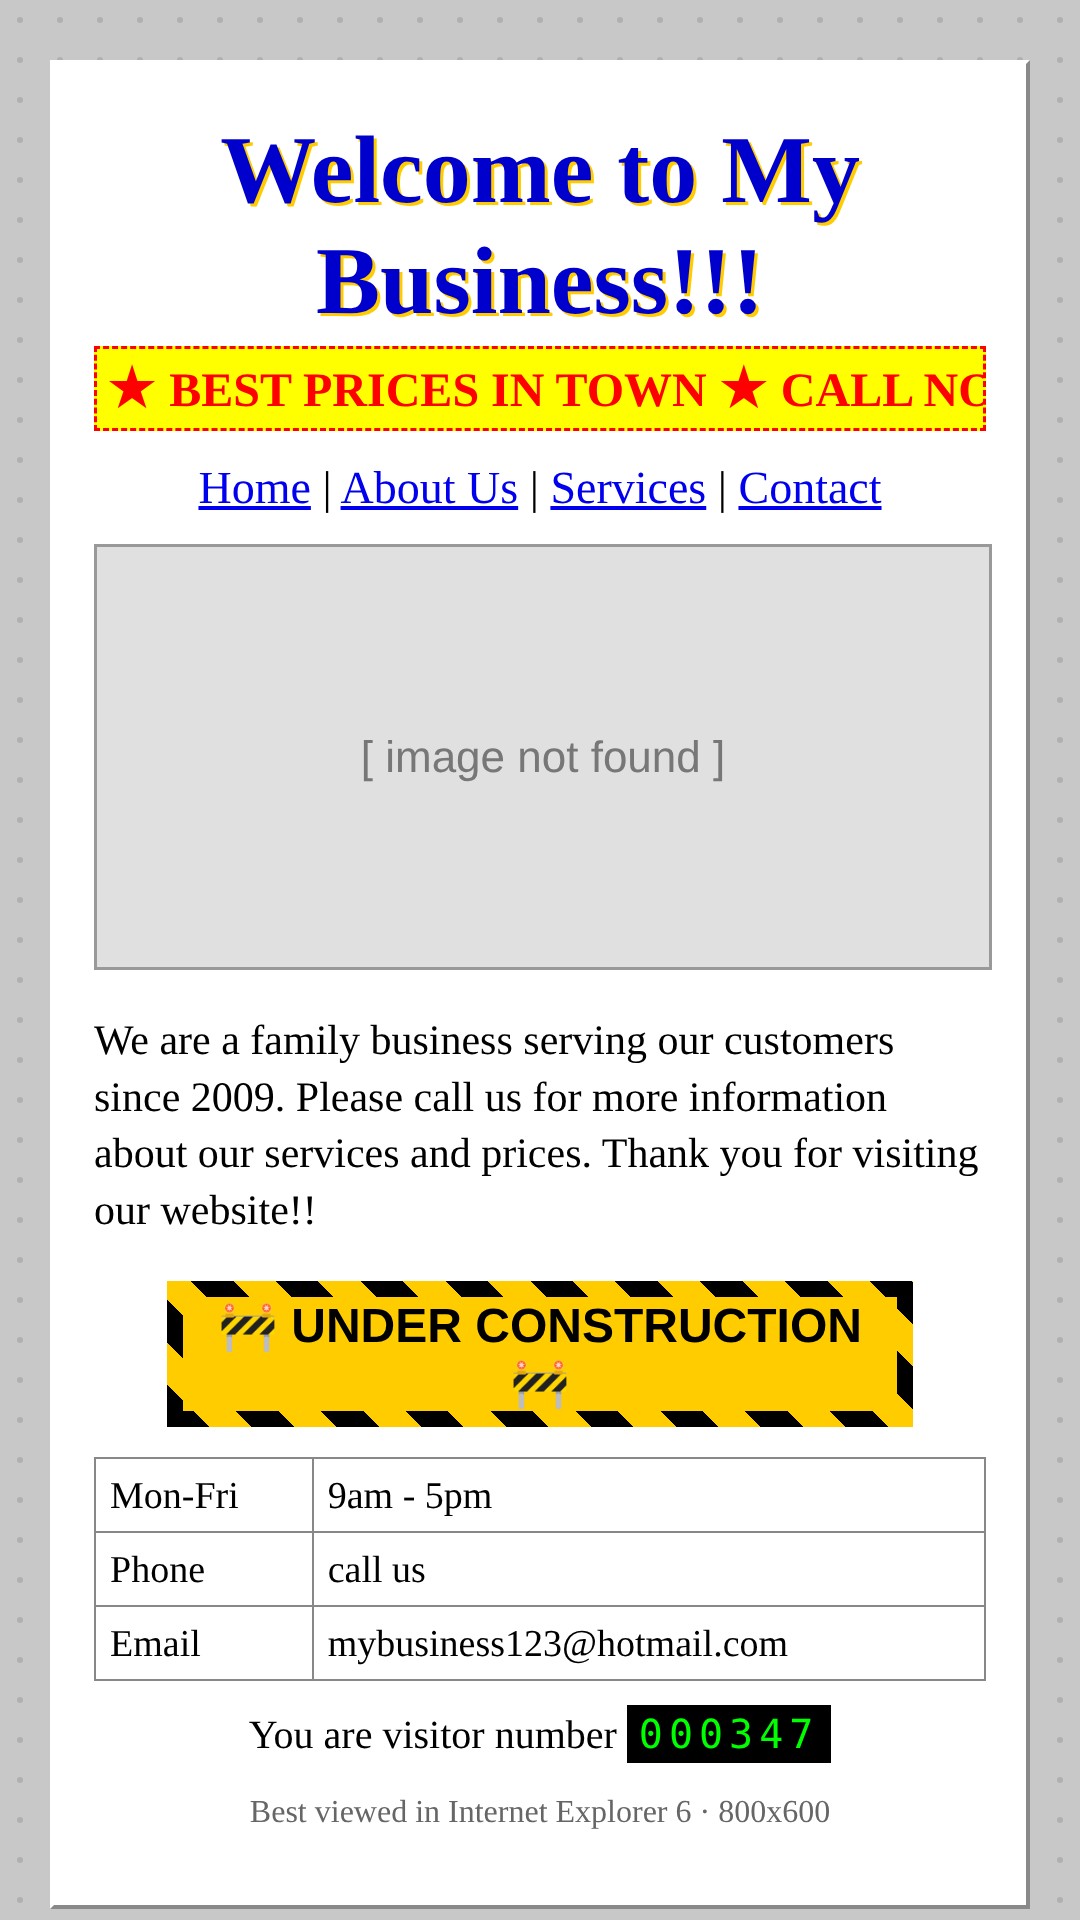 Welcome to My
Business!!!
★ BEST PRICES IN TOWN ★ CALL NO
Home | About Us | Services | Contact
[ image not found ]
We are a family business serving our customers
since 2009. Please call us for more information
about our services and prices. Thank you for visiting
our website!!
🚧 UNDER CONSTRUCTION
🚧
Mon-Fri 9am - 5pm
Phone call us
Email mybusiness123@hotmail.com
You are visitor number 000347
Best viewed in Internet Explorer 6 · 800x600